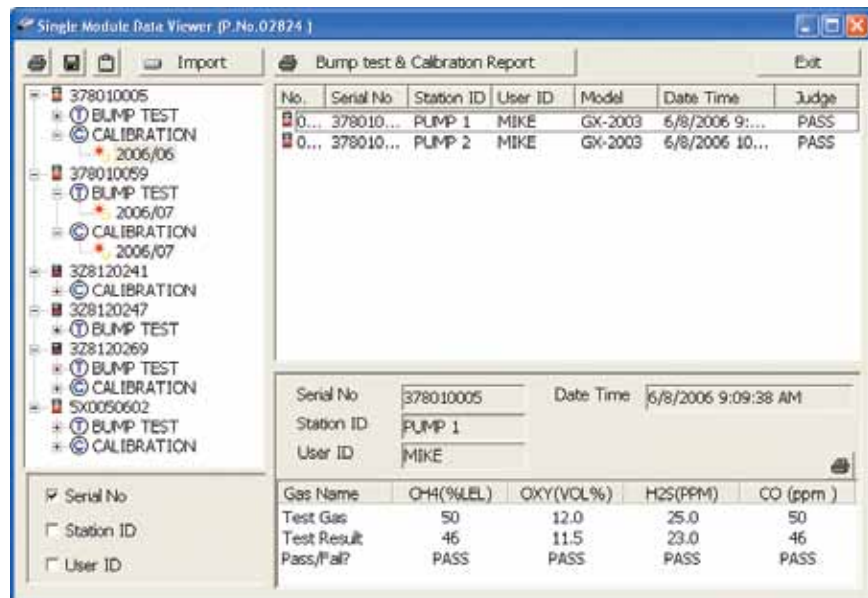 Single Module Data Viewer (P.No.02824 )
Import
Bump test & Calibration Report
Exit
378010005
T BUMP TEST
C CALIBRATION
2006/06
378010059
T BUMP TEST
2006/07
C CALIBRATION
2006/07
3Z8120241
C CALIBRATION
3Z8120247
T BUMP TEST
3Z8120269
T BUMP TEST
C CALIBRATION
5X0050602
T BUMP TEST
C CALIBRATION
Serial No
Station ID
User ID
No. Serial No Station ID User ID Model Date Time Judge
0... 378010... PUMP 1 MIKE GX-2003 6/8/2006 9:... PASS
0... 378010... PUMP 2 MIKE GX-2003 6/8/2006 10... PASS
Serial No 378010005 Date Time 6/8/2006 9:09:38 AM
Station ID PUMP 1
User ID MIKE
Gas Name CH4(%LEL) OXY(VOL%) H2S(PPM) CO (ppm )
Test Gas 50 12.0 25.0 50
Test Result 46 11.5 23.0 46
Pass/Fail? PASS PASS PASS PASS